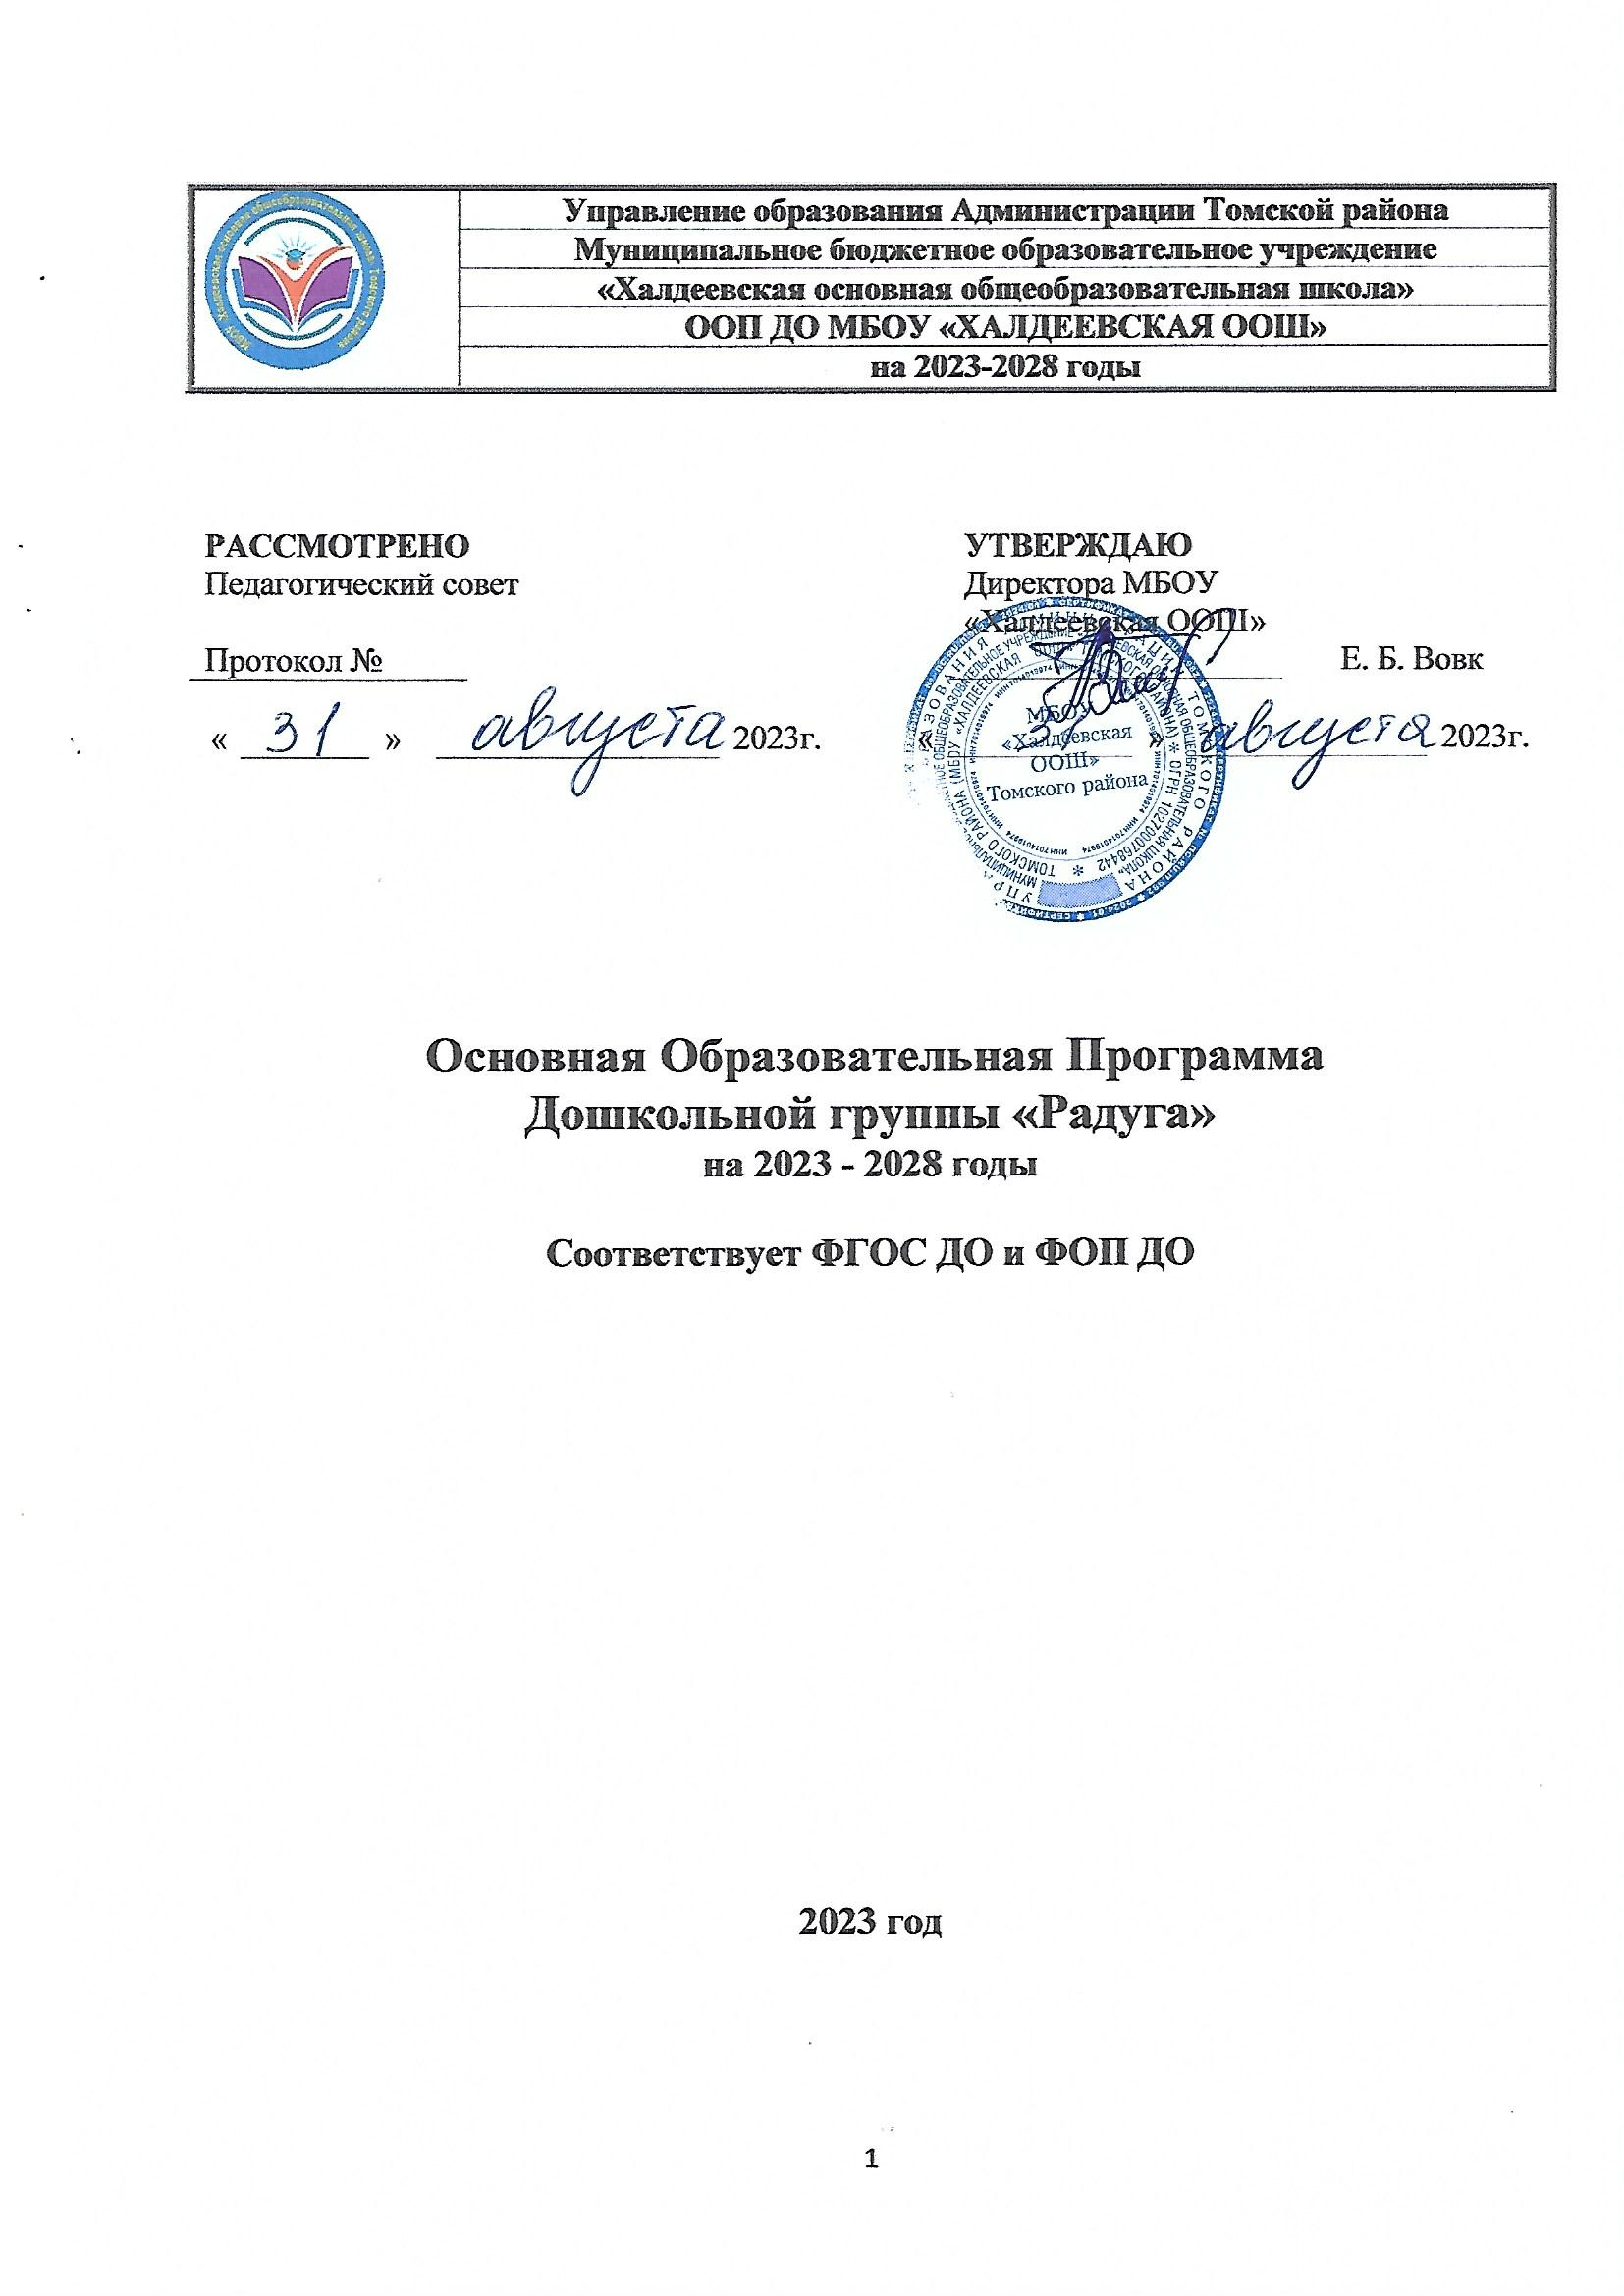 Управление образования Администрации Томской района
Муниципальное бюджетное образовательное учреждение
«Халдеевская основная общеобразовательная школа»
ООП ДО МБОУ «ХАЛДЕЕВСКАЯ ООШ»
на 2023-2028 годы
РАССМОТРЕНО
Педагогический совет
Протокол №
« 31 » августа 2023г.
УТВЕРЖДАЮ
Директора МБОУ
«Халдеевская ООШ»
Е. Б. Вовк
« 31 » августа 2023г.
МБОУ
«Халдеевская
ООШ»
Томского района
ОГРН 1027000768442
Основная Образовательная Программа
Дошкольной группы «Радуга»
на 2023 - 2028 годы
Соответствует ФГОС ДО и ФОП ДО
2023 год
1